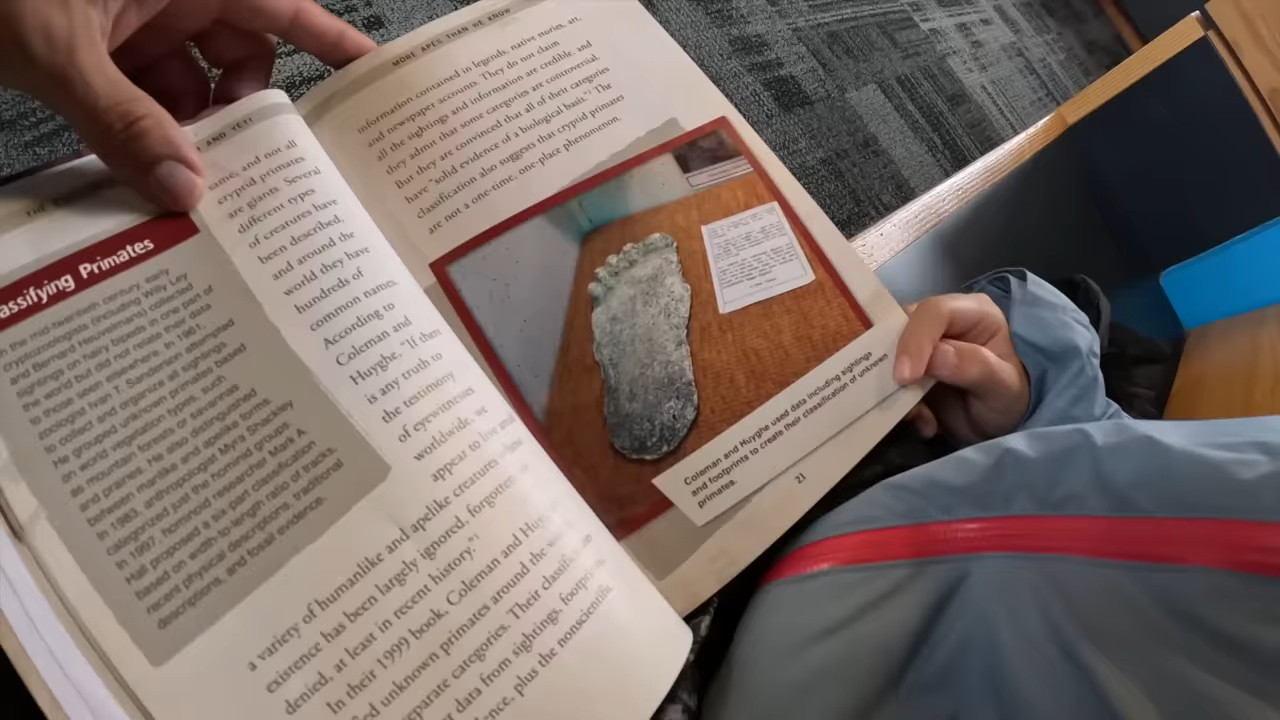 AND YETI
assifying Primates
mid-twentieth century, early
cryptozoologists (including Willy Ley
and Bernard Heuvelmans) collected
sightings of hairy bipeds in one part of
the world but did not relate their data
to those seen elsewhere. In 1961,
zoologist Ivan T. Sanderson attempted
to combine different sightings.
He grouped unknown primates based
on world vegetation types, such
as mountain forests or savannas
and prairies. He also distinguished
between manlike and apelike forms.
In 1983, anthropologist Myra Shackley
categorized just the hominid groups.
In 1997, hominoid researcher Mark A.
Hall proposed a six-part classification
based on width-to-length ratio of tracks,
recent physical descriptions, traditional
descriptions, and fossil evidence.
same, and not all
cryptid primates
are giants. Several
different types
of creatures have
been described,
and around the
world they have
hundreds of
common names.
According to
Coleman and
Huyghe, "If there
is any truth to
the testimony
of eyewitnesses
worldwide, we
appear to live amid
a variety of humanlike and apelike creatures whose
existence has been largely ignored, forgotten
denied, at least in recent history."
In their 1999 book, Coleman and Huyghe
fied unknown primates around the
separate categories. Their classification
data from sightings, footprints
plus the nonscientific
MORE APES THAN WE KNOW
information contained in legends, native stories, art,
and newspaper accounts. They do not claim
all the sightings and information are credible, and
they admit that some categories are controversial.
But they are convinced that all of their categories
have "solid evidence of a biological basis." The
classification also suggests that cryptid primates
are not a one-time, one-place phenomenon.
Coleman and Huyghe used data including sightings
and footprints to create their classification of unknown
primates.
21